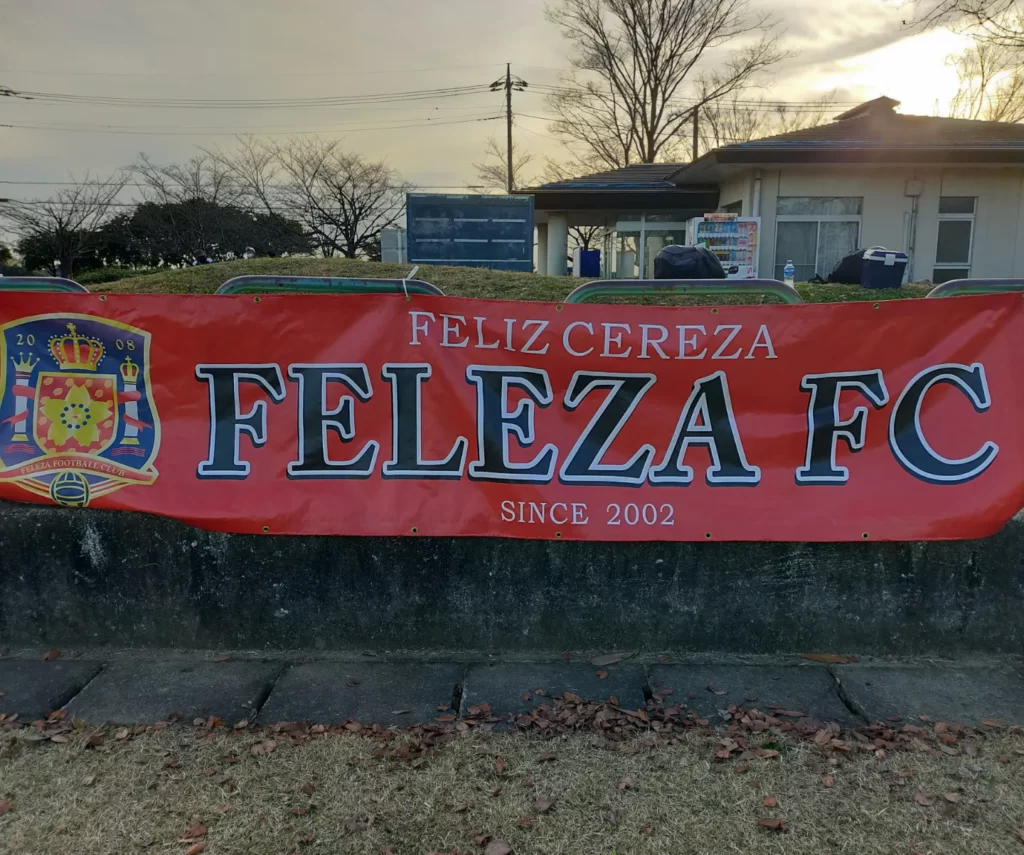 20 08
FELEZA FOOTBALL CLUB
FELIZ CEREZA
FELEZA FC
SINCE 2002